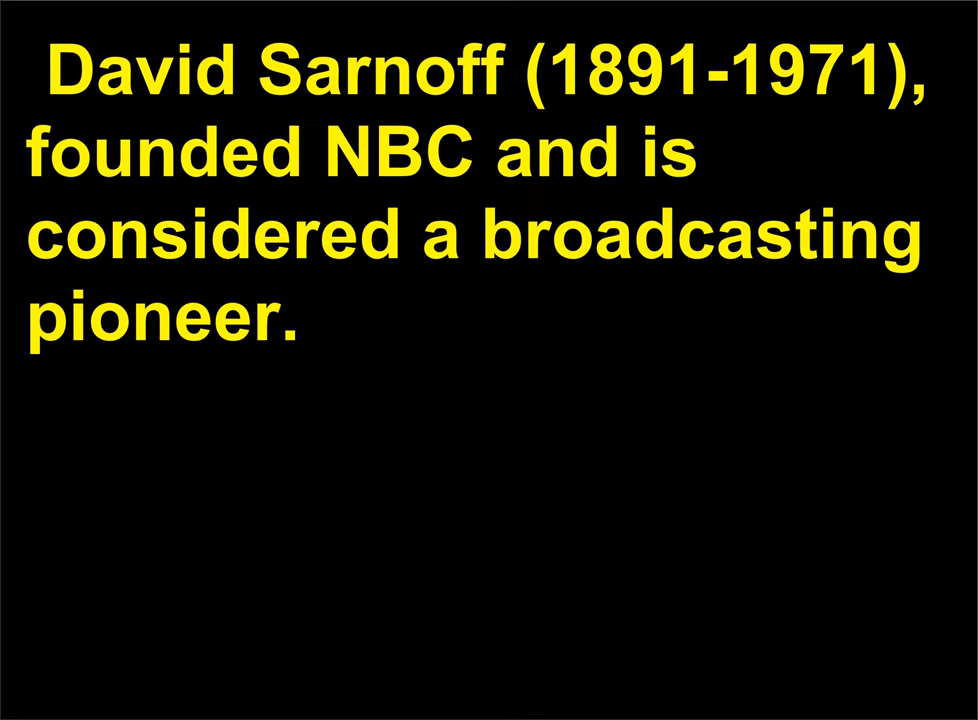 David Sarnoff (1891-1971),
founded NBC and is
considered a broadcasting
pioneer.